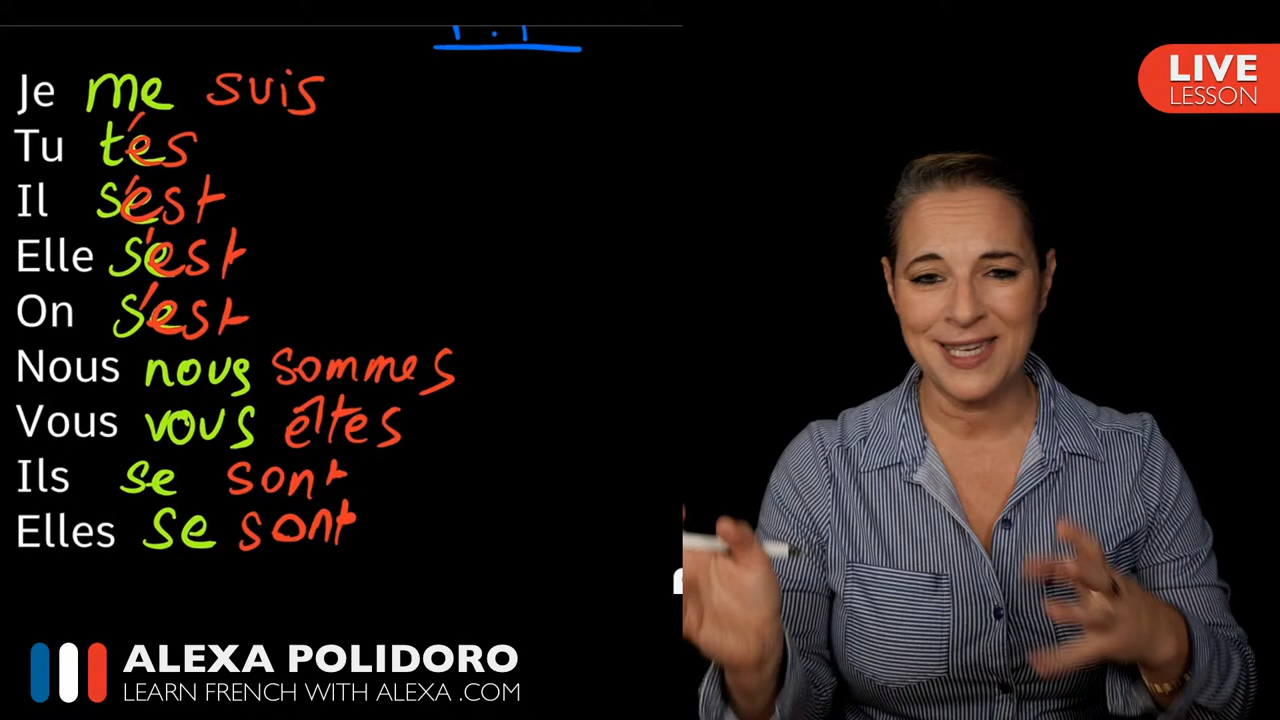 P.P
Je me suis
Tu t'es
Il s'est
Elle s'est
On s'est
Nous nous sommes
Vous vous êtes
Ils se sont
Elles se sont
LIVE
LESSON
ALEXA POLIDORO
LEARN FRENCH WITH ALEXA .COM